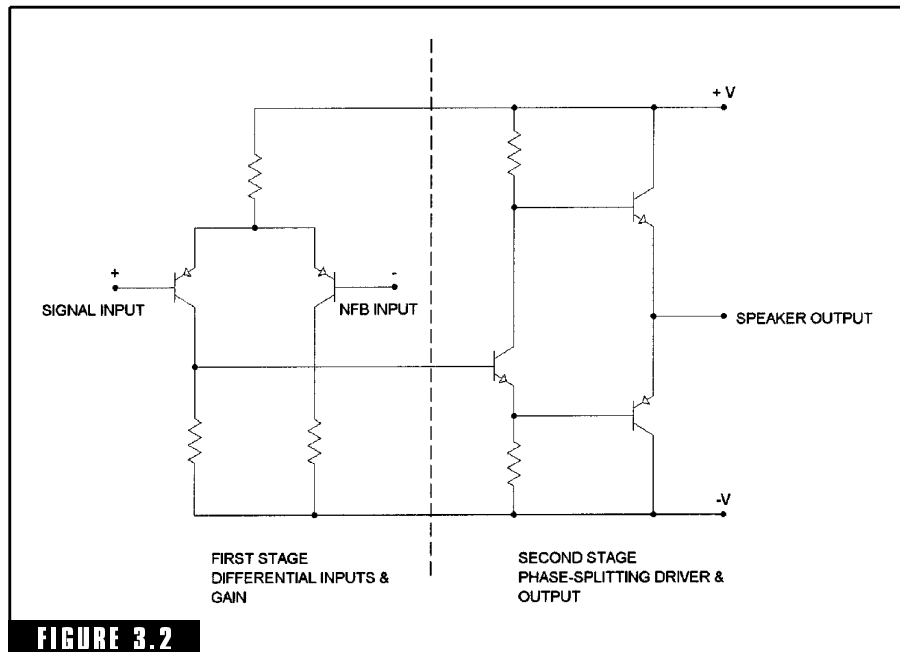 + V
+
SIGNAL INPUT
-
NFB INPUT
SPEAKER OUTPUT
-V
FIRST STAGE
DIFFERENTIAL INPUTS &
GAIN
SECOND STAGE
PHASE-SPLITTING DRIVER &
OUTPUT
FIGURE 3.2